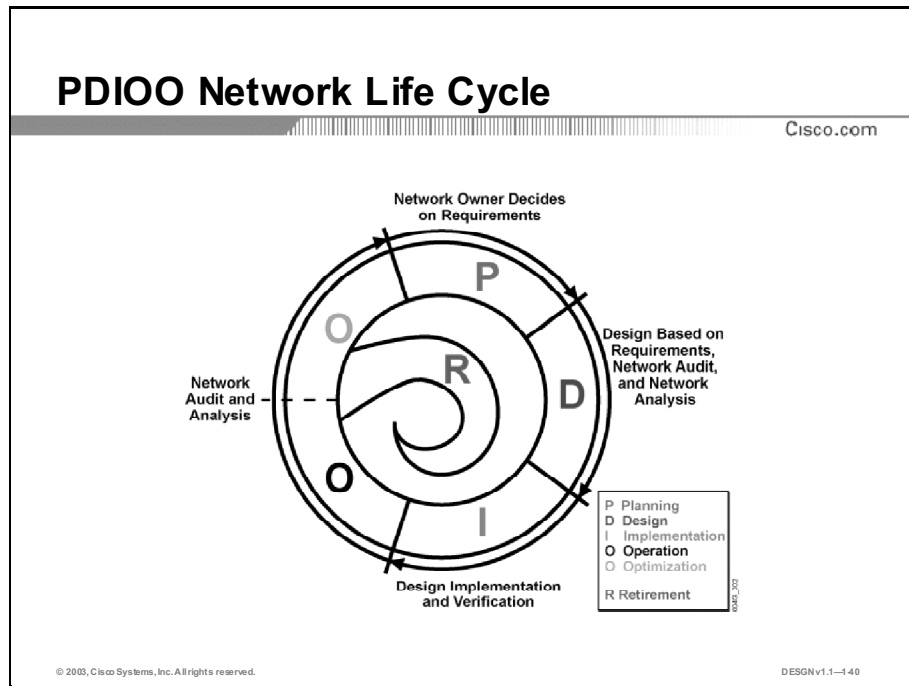 PDIOO Network Life Cycle
Cisco.com
Network Owner Decides
on Requirements
P
O
R
Design Based on
Requirements,
Network Audit,
and Network
Analysis
D
Network
Audit and
Analysis
O
I
Design Implementation
and Verification
P Planning
D Design
I Implementation
O Operation
O Optimization
R Retirement
© 2003, Cisco Systems, Inc. All rights reserved.
DESGN v1.1—1-40